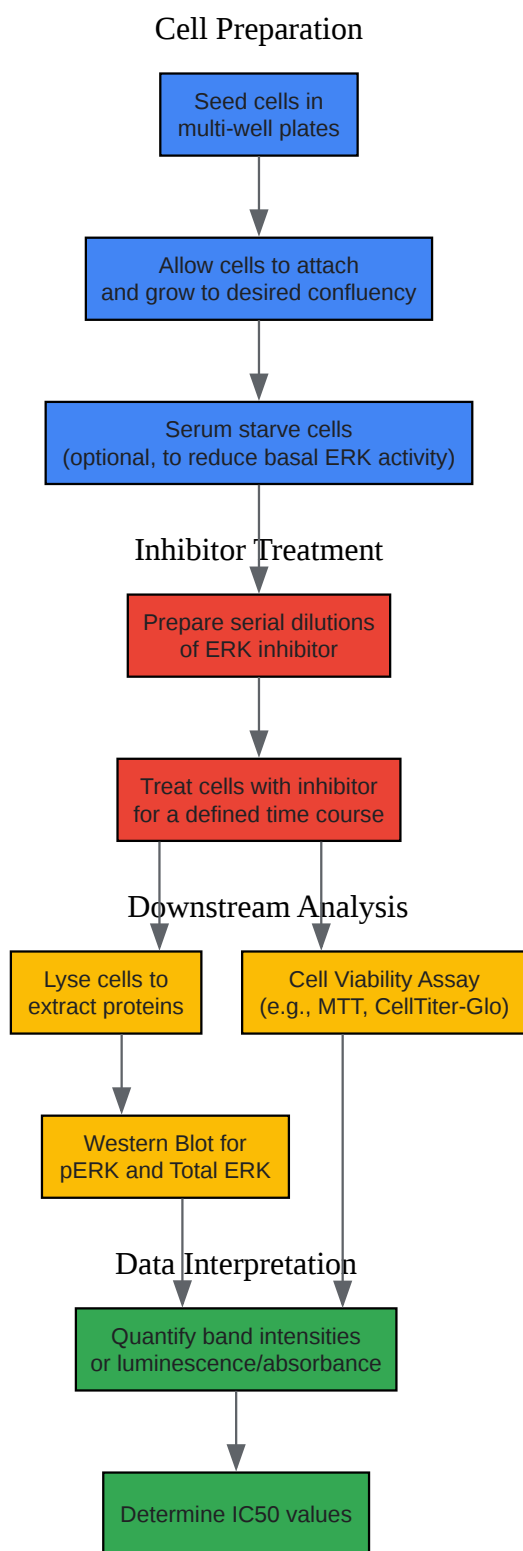 Cell Preparation
Seed cells in
multi-well plates
Allow cells to attach
and grow to desired confluency
Serum starve cells
(optional, to reduce basal ERK activity)
Inhibitor Treatment
Prepare serial dilutions
of ERK inhibitor
Treat cells with inhibitor
for a defined time course
Downstream Analysis
Lyse cells to
extract proteins
Cell Viability Assay
(e.g., MTT, CellTiter-Glo)
Western Blot for
pERK and Total ERK
Data Interpretation
Quantify band intensities
or luminescence/absorbance
Determine IC50 values